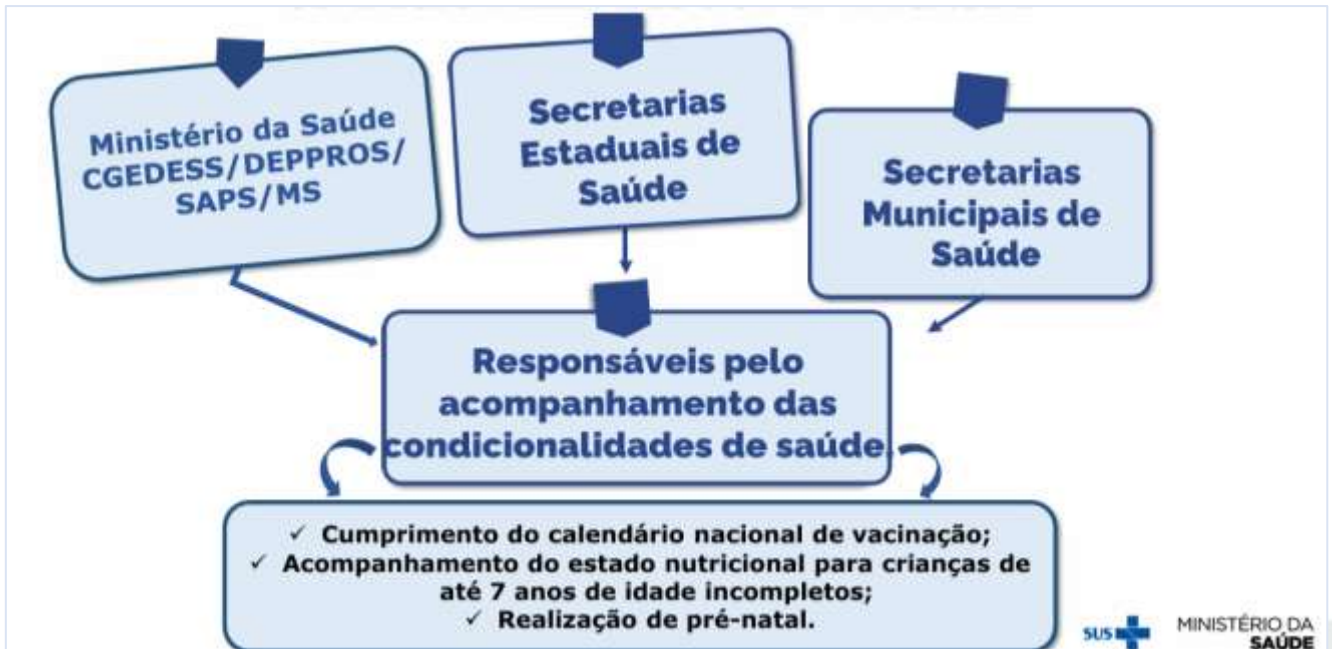 Ministério da Saúde
CGEDESS/DEPPROS/
SAPS/MS
Secretarias
Estaduais de
Saúde
Secretarias
Municipais de
Saúde
Responsáveis pelo
acompanhamento das
condicionalidades de saúde.
✓ Cumprimento do calendário nacional de vacinação;
✓ Acompanhamento do estado nutricional para crianças de
até 7 anos de idade incompletos;
✓ Realização de pré-natal.
SUS
MINISTÉRIO DA
SAÚDE